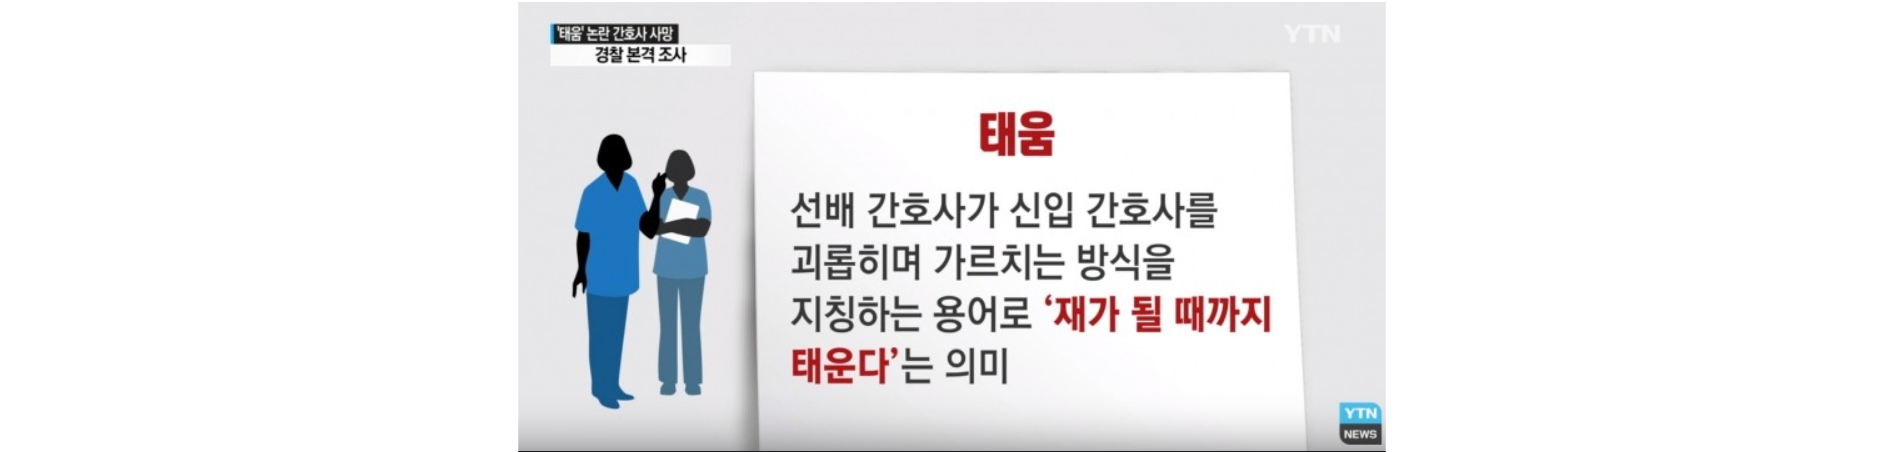 '태움' 논란 간호사 사망
경찰 본격 조사
YTN
태움
선배 간호사가 신입 간호사를
괴롭히며 가르치는 방식을
지칭하는 용어로 ‘재가 될 때까지
태운다’는 의미
YTN
NEWS